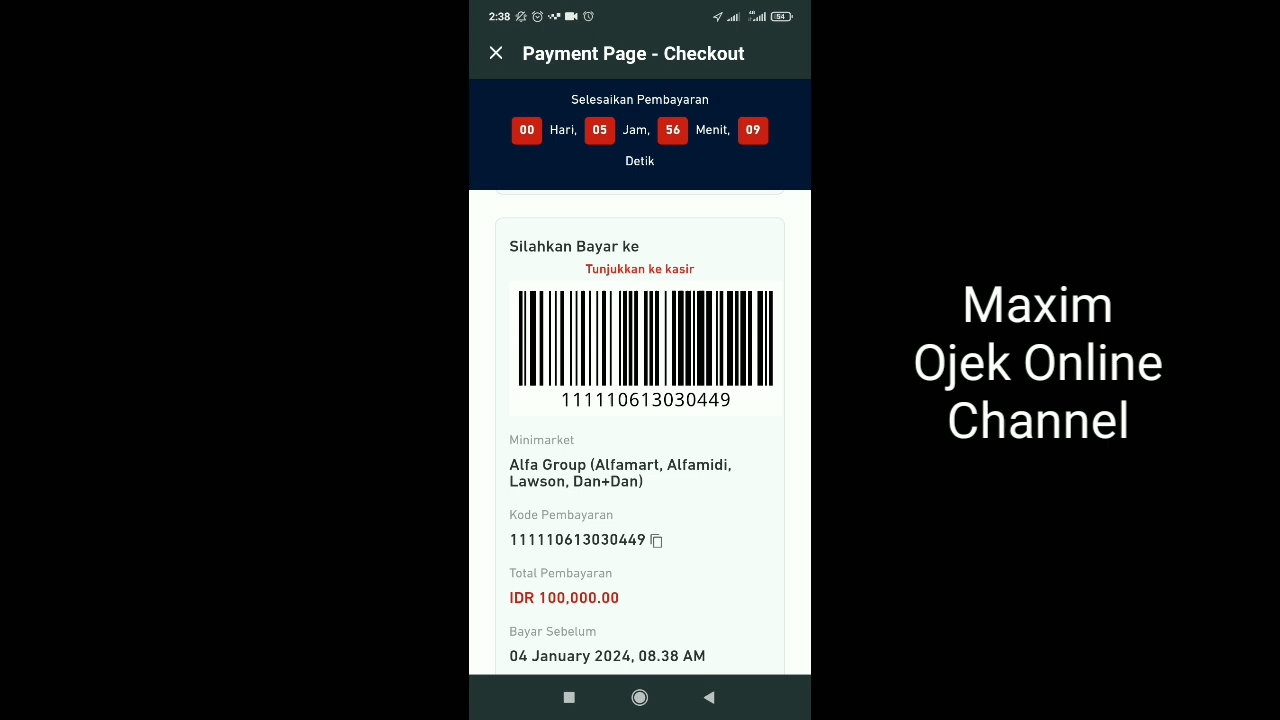 2:38
54
Payment Page - Checkout
Selesaikan Pembayaran
00 Hari, 05 Jam, 56 Menit, 09
Detik
Silahkan Bayar ke
Tunjukkan ke kasir
111110613030449
Minimarket
Alfa Group (Alfamart, Alfamidi,
Lawson, Dan+Dan)
Kode Pembayaran
111110613030449
Total Pembayaran
IDR 100,000.00
Bayar Sebelum
04 January 2024, 08.38 AM
Maxim
Ojek Online
Channel